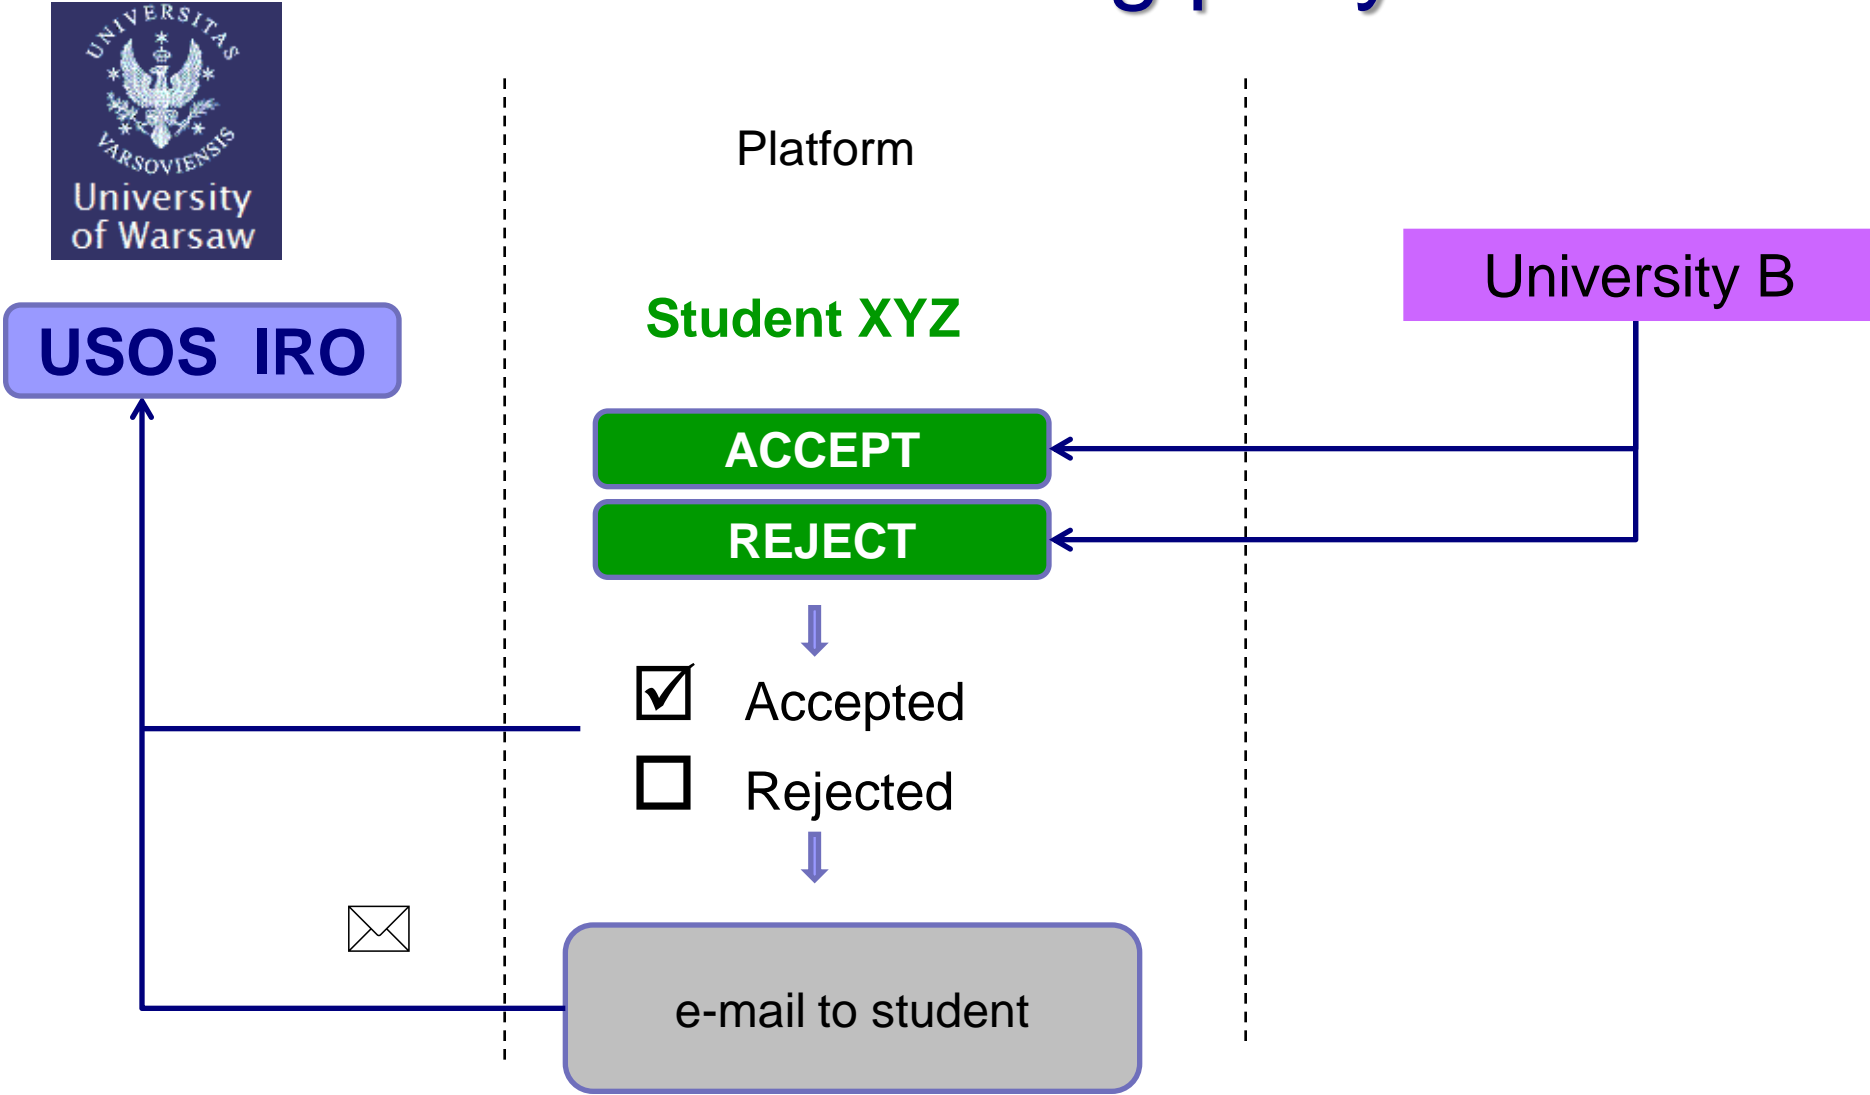 UNIVERSITAS
VARSOVIENSIS
University
of Warsaw
Platform
University B
Student XYZ
USOS IRO
ACCEPT
REJECT
Accepted
Rejected
e-mail to student